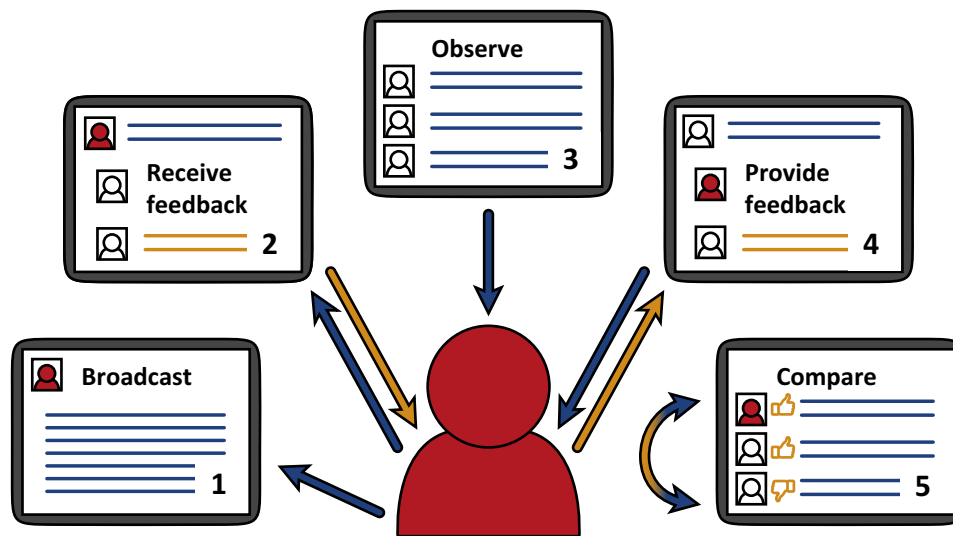 Broadcast
1
Receive
feedback
2
Observe
3
Provide
feedback
4
Compare
5